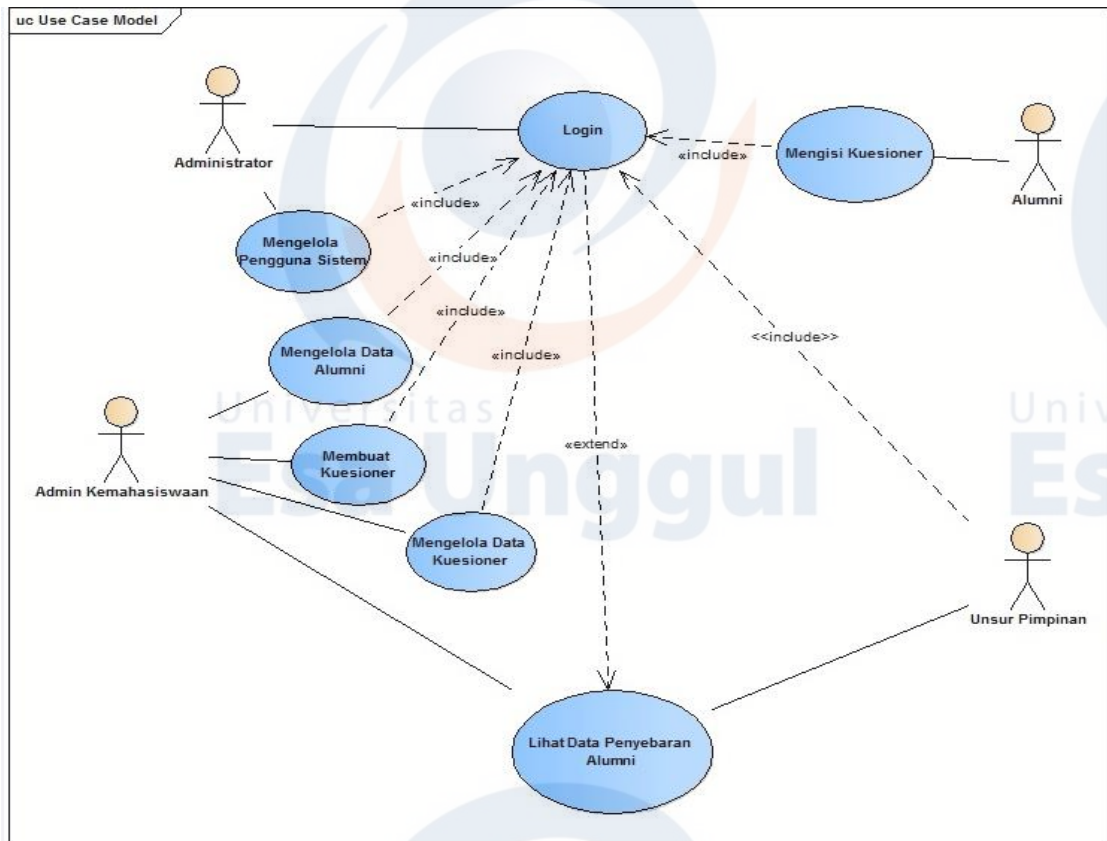 uc Use Case Model
Administrator
Login
«include»
Mengisi Kuesioner
Alumni
«include»
Mengelola
Pengguna Sistem
«include»
«include»
Mengelola Data
Alumni
«include»
<<include>>
Universitas
Esa Unggul
Univ
Es
Admin Kemahasiswaan
Membuat
Kuesioner
«extend»
Mengelola Data
Kuesioner
Unsur Pimpinan
Lihat Data Penyebaran
Alumni